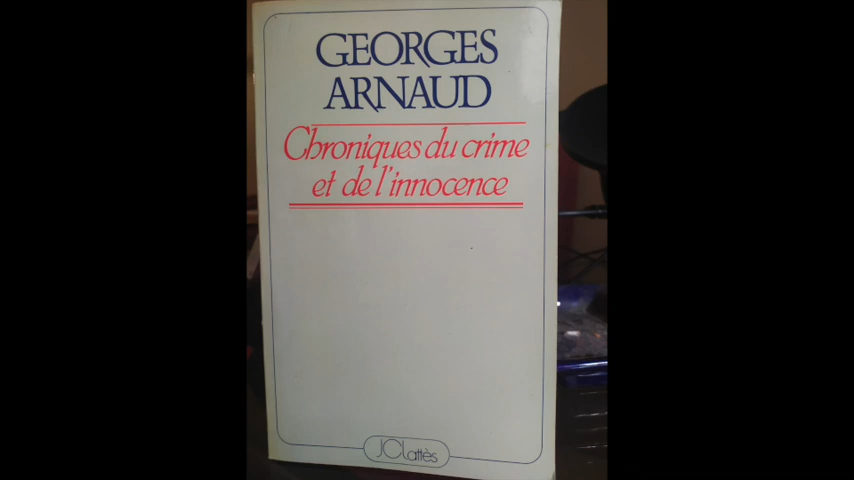 GEORGES
ARNAUD
Chroniques du crime
et de l'innocence
JCLattès